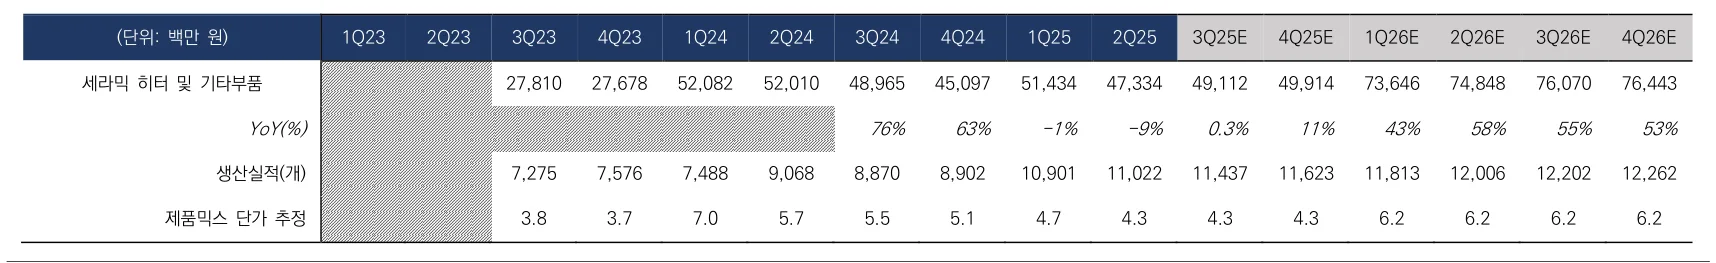 (단위: 백만 원) 1Q23 2Q23 3Q23 4Q23 1Q24 2Q24 3Q24 4Q24 1Q25 2Q25 3Q25E 4Q25E 1Q26E 2Q26E 3Q26E 4Q26E
세라믹 히터 및 기타부품 27,810 27,678 52,082 52,010 48,965 45,097 51,434 47,334 49,112 49,914 73,646 74,848 76,070 76,443
YoY(%) 76% 63% -1% -9% 0.3% 11% 43% 58% 55% 53%
생산실적(개) 7,275 7,576 7,488 9,068 8,870 8,902 10,901 11,022 11,437 11,623 11,813 12,006 12,202 12,262
제품믹스 단가 추정 3.8 3.7 7.0 5.7 5.5 5.1 4.7 4.3 4.3 4.3 6.2 6.2 6.2 6.2